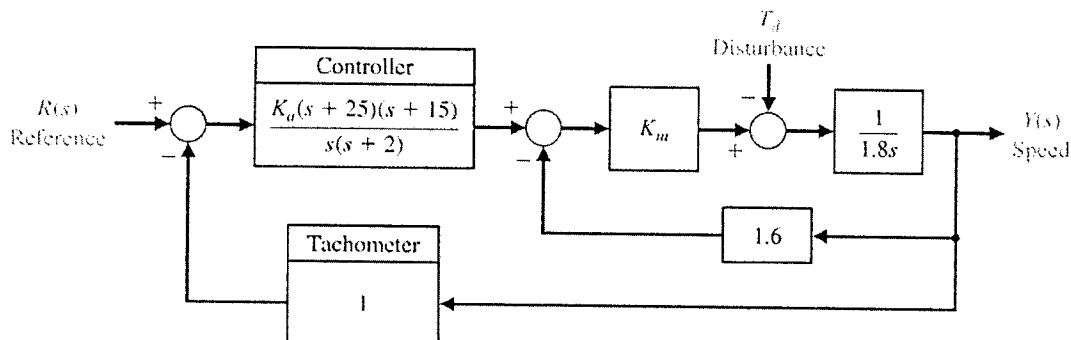 T_d
Disturbance
Controller
R(s)
Reference
+
−
K_a(s + 25)(s + 15)
s(s + 2)
+
−
K_m
−
+
1
1.8s
Y(s)
Speed
1.6
Tachometer
1